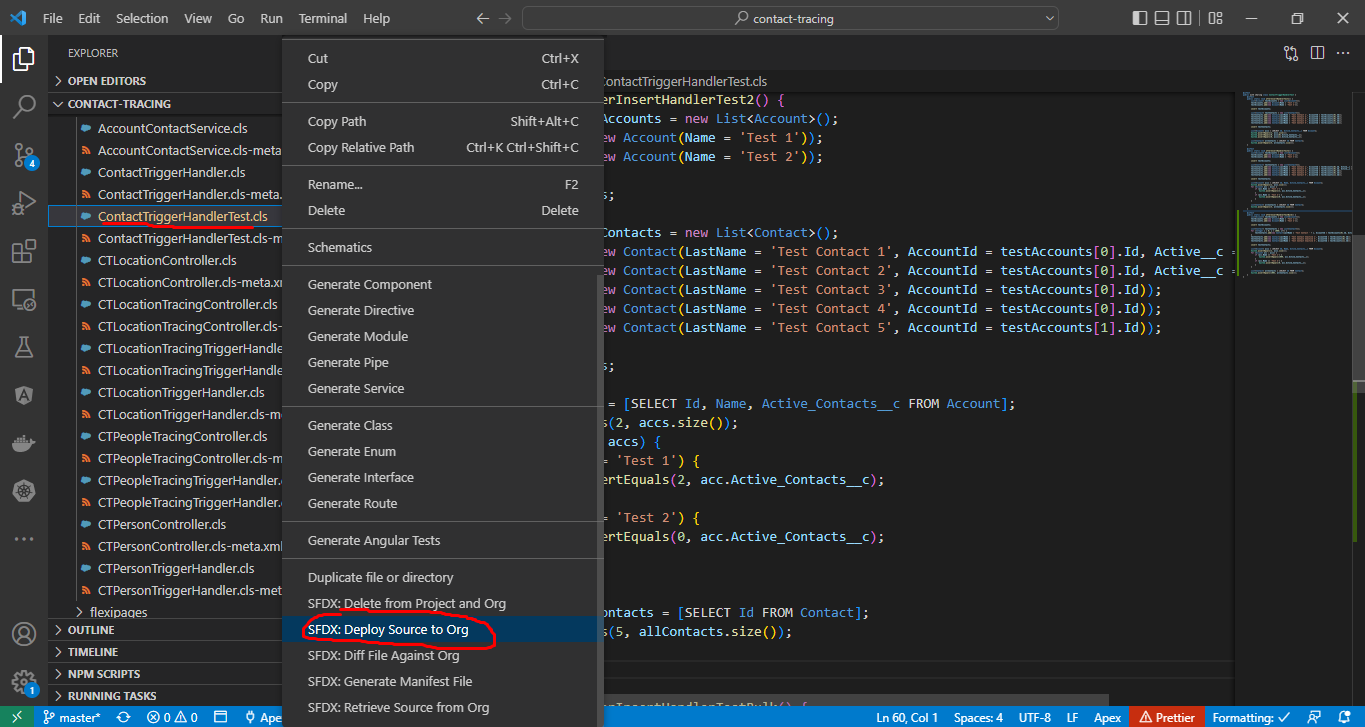 File Edit Selection View Go Run Terminal Help
contact-tracing
EXPLORER
OPEN EDITORS
CONTACT-TRACING
AccountContactService.cls
AccountContactService.cls-meta
ContactTriggerHandler.cls
ContactTriggerHandler.cls-meta.
ContactTriggerHandlerTest.cls
ContactTriggerHandlerTest.cls-m
CTLocationController.cls
CTLocationController.cls-meta.xm
CTLocationTracingController.cls
CTLocationTracingController.cls-
CTLocationTracingTriggerHandle
CTLocationTracingTriggerHandle
CTLocationTriggerHandler.cls
CTLocationTriggerHandler.cls-me
CTPeopleTracingController.cls
CTPeopleTracingController.cls-m
CTPeopleTracingTriggerHandler.
CTPeopleTracingTriggerHandler.
CTPersonController.cls
CTPersonController.cls-meta.xml
CTPersonTriggerHandler.cls
CTPersonTriggerHandler.cls-met
flexipages
OUTLINE
TIMELINE
NPM SCRIPTS
RUNNING TASKS
4
1
Cut Ctrl+X
Copy Ctrl+C
Copy Path Shift+Alt+C
Copy Relative Path Ctrl+K Ctrl+Shift+C
Rename... F2
Delete Delete
Schematics
Generate Component
Generate Directive
Generate Module
Generate Pipe
Generate Service
Generate Class
Generate Enum
Generate Interface
Generate Route
Generate Angular Tests
Duplicate file or directory
SFDX: Delete from Project and Org
SFDX: Deploy Source to Org
SFDX: Diff File Against Org
SFDX: Generate Manifest File
SFDX: Retrieve Source from Org
ContactTriggerHandlerTest.cls
erInsertHandlerTest2() {
Accounts = new List<Account>();
ew Account(Name = 'Test 1'));
ew Account(Name = 'Test 2'));
s;
ontacts = new List<Contact>();
ew Contact(LastName = 'Test Contact 1', AccountId = testAccounts[0].Id, Active__c =
ew Contact(LastName = 'Test Contact 2', AccountId = testAccounts[0].Id, Active__c =
ew Contact(LastName = 'Test Contact 3', AccountId = testAccounts[0].Id));
ew Contact(LastName = 'Test Contact 4', AccountId = testAccounts[0].Id));
ew Contact(LastName = 'Test Contact 5', AccountId = testAccounts[1].Id));
s;
= [SELECT Id, Name, Active_Contacts__c FROM Account];
s(2, accs.size());
accs) {
= 'Test 1') {
ertEquals(2, acc.Active_Contacts__c);
= 'Test 2') {
ertEquals(0, acc.Active_Contacts__c);
ontacts = [SELECT Id FROM Contact];
s(5, allContacts.size());
erInsertHandlerTestBulk() {
master* 0 0 Ape Ln 60, Col 1 Spaces: 4 UTF-8 LF Apex Prettier Formatting: